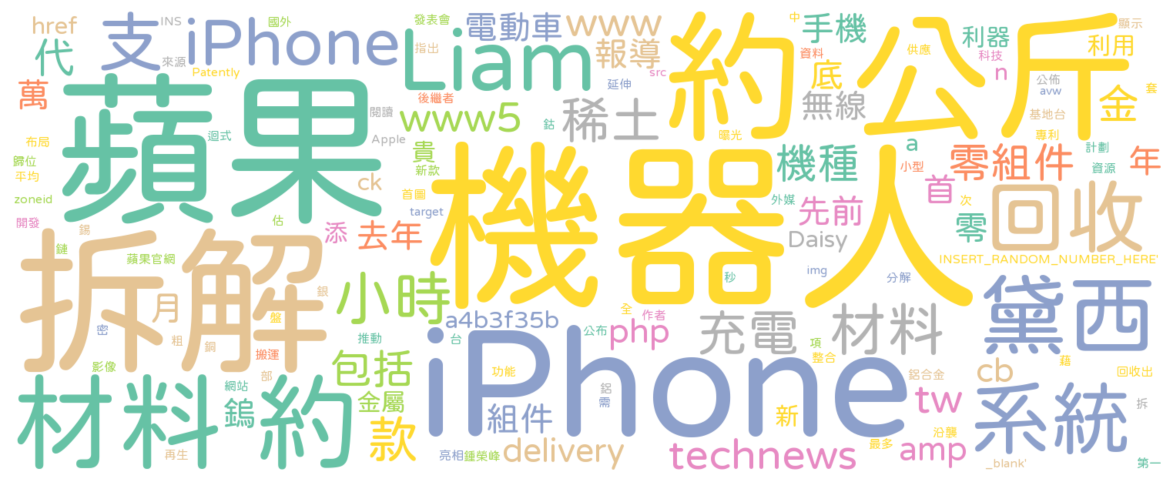 國外 INS 發表會 www 中 顯示
href 支 iPhone 電動車 手機 利器
代 來源 指出 報導 資料 供應 科技 利用
Patently Liam src 約 公斤 n 公佈
萬 後繼者 延伸 底 avw 套
蘋果 閱讀 www5 鈷 稀土 無線 基地台 金
布局 迴式 Apple 貴 曝光 a 專利
歸位 新款 機種 小型 零組件 計劃 年
平均 ck 首圖 機器人 外媒 首 資源
zoneid target 先前 次 回收
開發 估 添 去年 Daisy 零
錫 秒 INSERT_RANDOM_NUMBER_HERE'
拆解 鏈 蘋果官網 銀 小時 img 分解
密 月 盤 a4b3f35b 全 作者 黛西
粗 銅 推動 台 php 公布 充電 材料
搬運 包括 項 整合
影像 部 功能 iPhone 鋁 鋁合金 cb 藉 回收出
材料 約 網站 金屬 需 tw 系統 拆
鎢 款 組件 新 汾襲
再生 亮相 鍾榮峰 delivery technews 最多 amp _blank' 第一